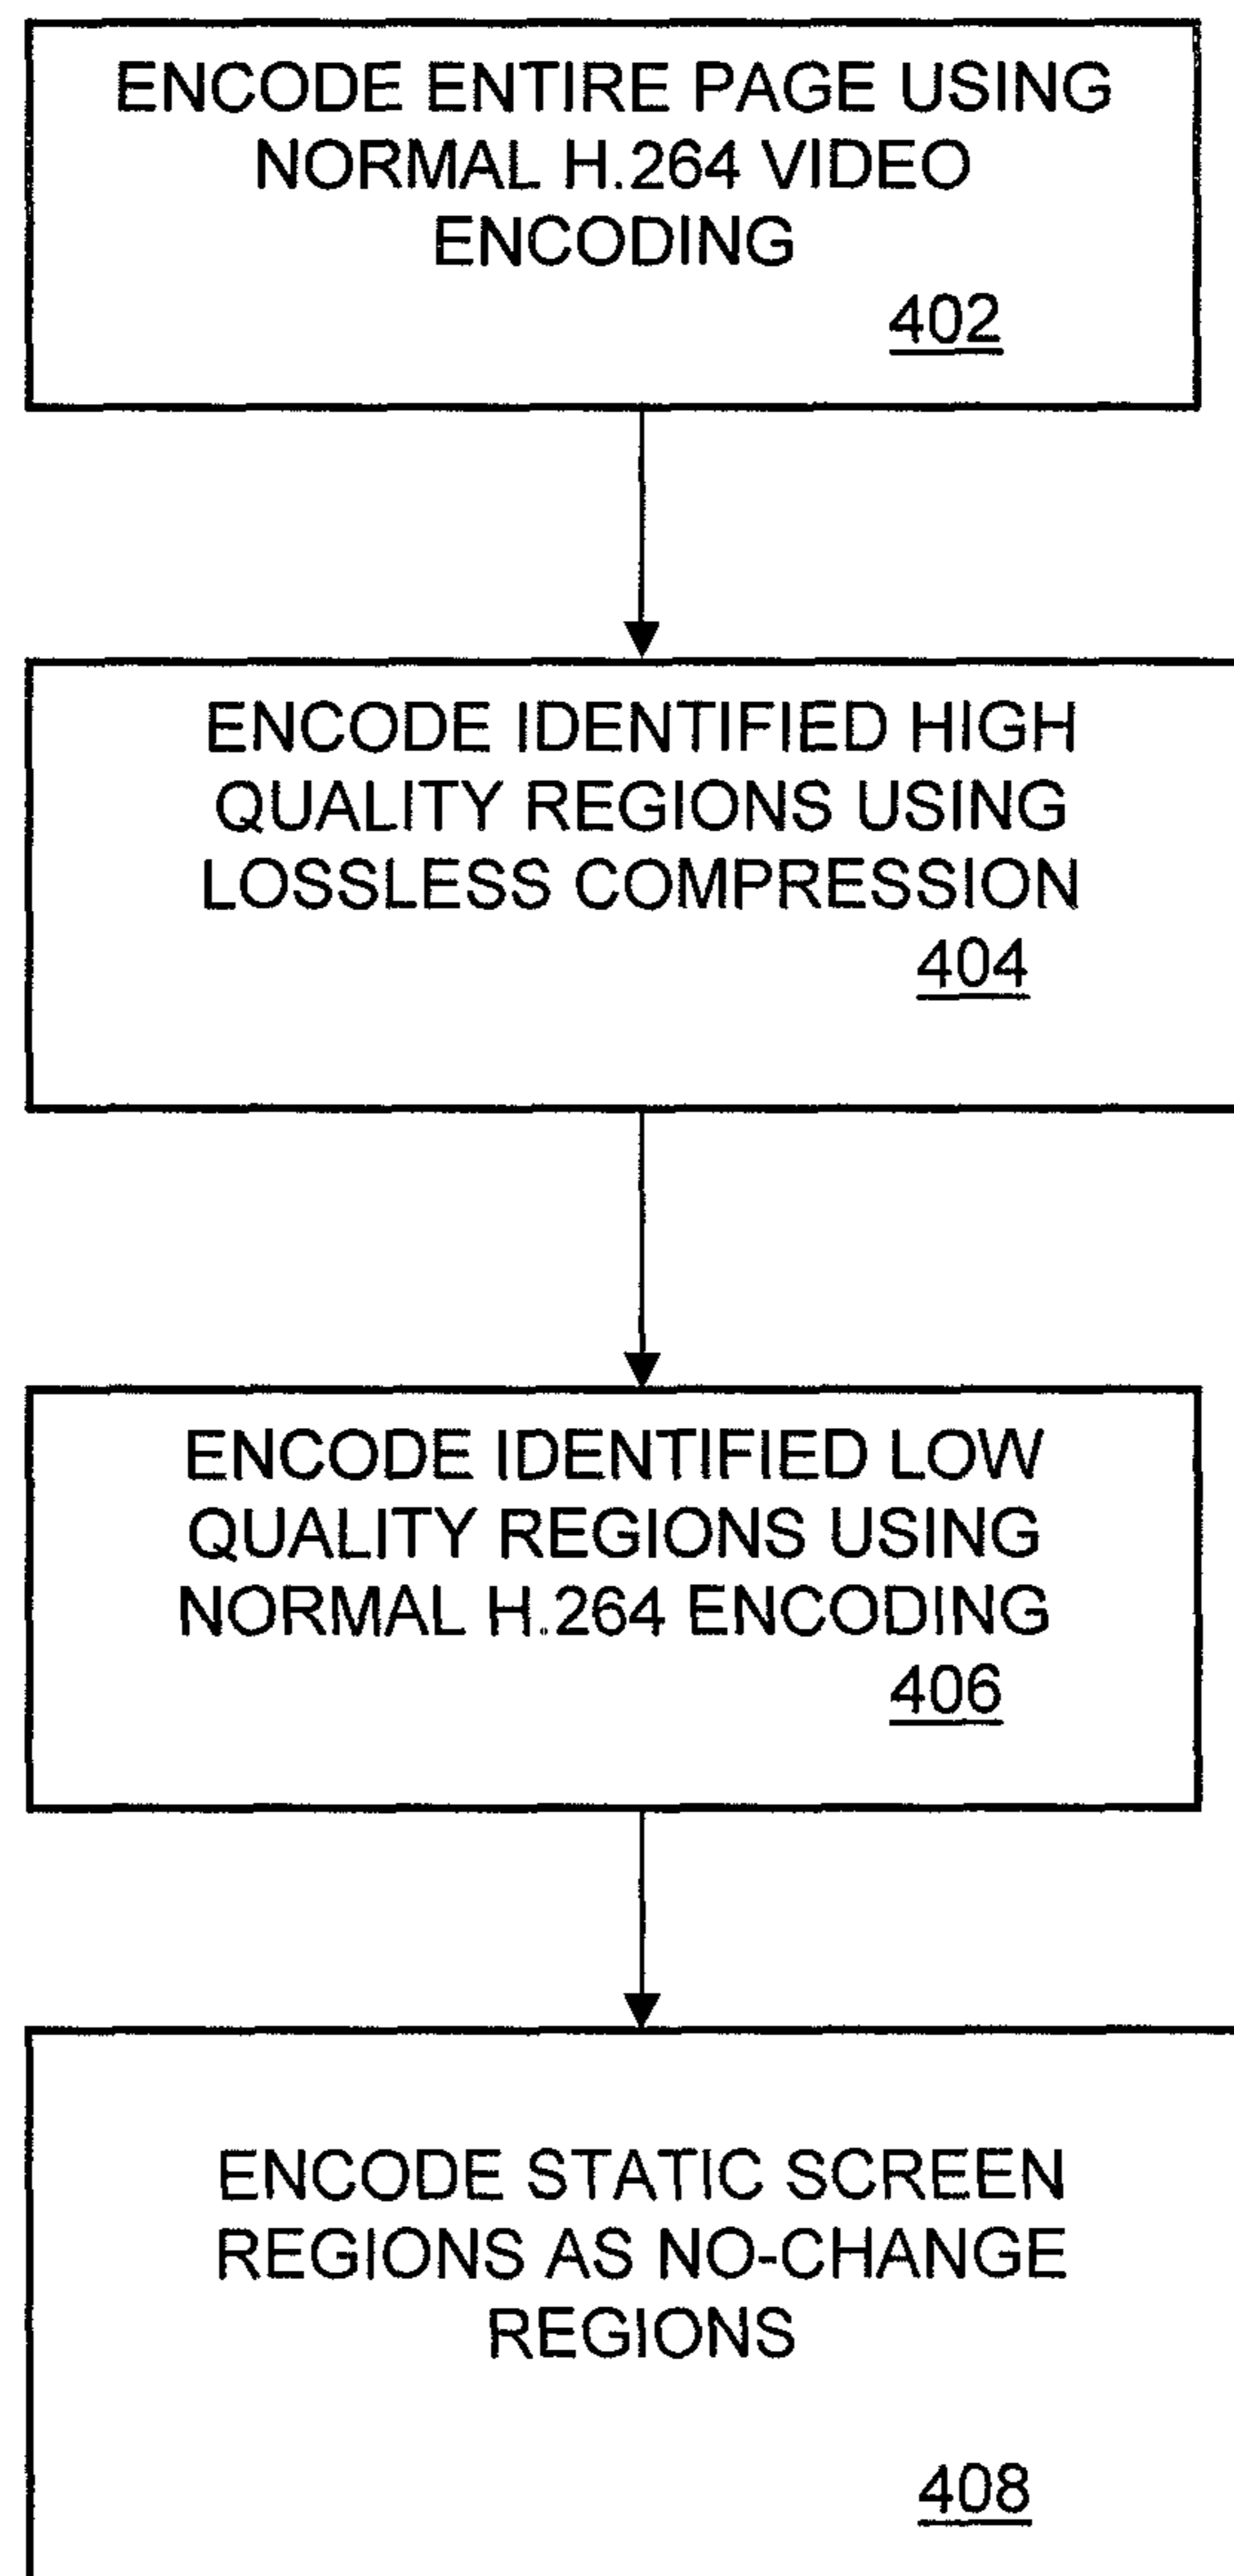 ENCODE ENTIRE PAGE USING
NORMAL H.264 VIDEO
ENCODING
402
ENCODE IDENTIFIED HIGH
QUALITY REGIONS USING
LOSSLESS COMPRESSION
404
ENCODE IDENTIFIED LOW
QUALITY REGIONS USING
NORMAL H.264 ENCODING
406
ENCODE STATIC SCREEN
REGIONS AS NO-CHANGE
REGIONS
408